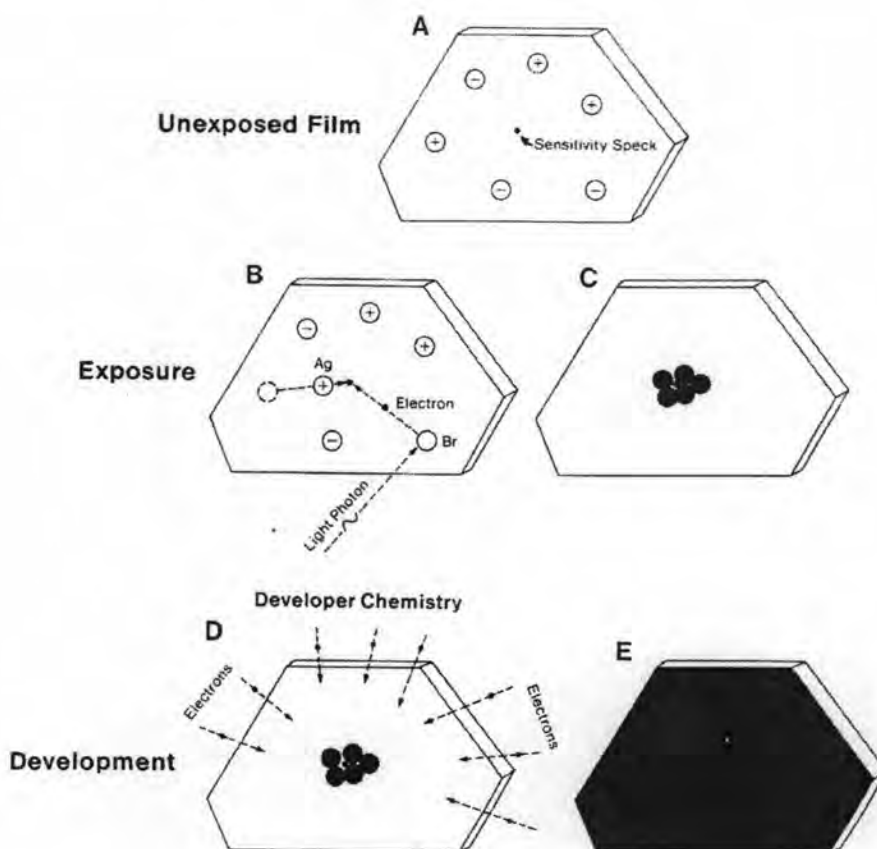 A
Unexposed Film
+
−
+
+
Sensitivity Speck
−
−
B
C
Exposure
−
+
+
Ag
+
Electron
−
Br
Light Photon
Developer Chemistry
D
E
Electrons
Electrons
Development